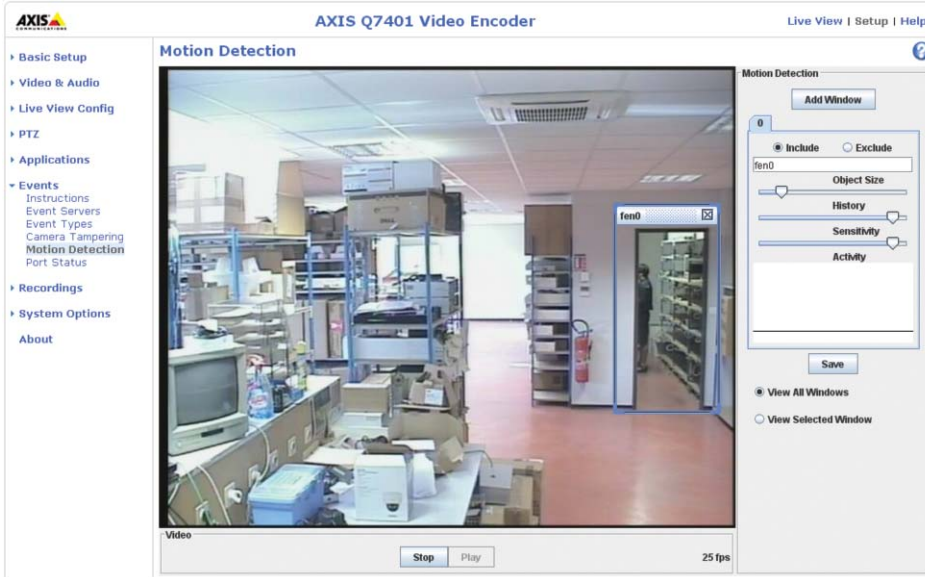 AXIS
COMMUNICATIONS
AXIS Q7401 Video Encoder
Live View | Setup | Help
Basic Setup
Video & Audio
Live View Config
PTZ
Applications
Events
Instructions
Event Servers
Event Types
Camera Tampering
Motion Detection
Port Status
Recordings
System Options
About
Motion Detection
?
fen0
DELL
Video
Stop
Play
25 fps
Motion Detection
Add Window
0
Include
Exclude
fen0
Object Size
History
Sensitivity
Activity
Save
View All Windows
View Selected Window